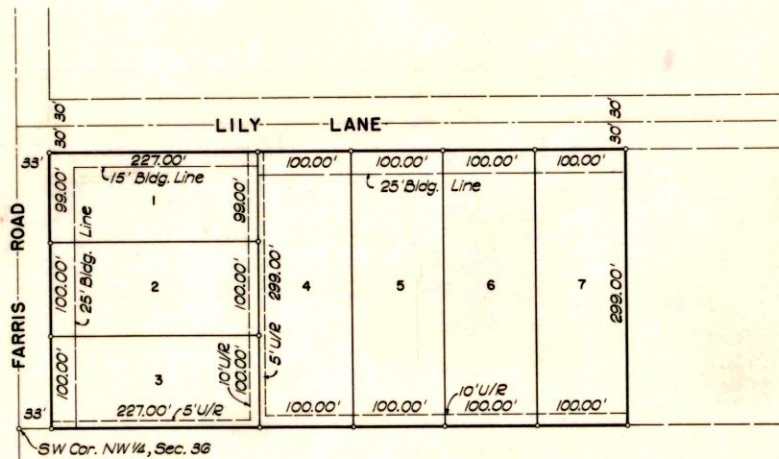 30' 30'
30' 30'
LILY LANE
33' 227.00' 100.00' 100.00' 100.00' 100.00'
15' Bldg. Line
25' Bldg. Line
99.00' 1 99.00'
FARRIS ROAD
25' Bldg. Line
100.00' 2 100.00'
299.00'
5' U/R
4 5 6 7
299.00'
100.00' 3 100.00'
10' U/R
10' U/R
33' 227.00' 5' U/R 100.00' 100.00' 100.00' 100.00'
SW Cor. NW 1/4, Sec. 36